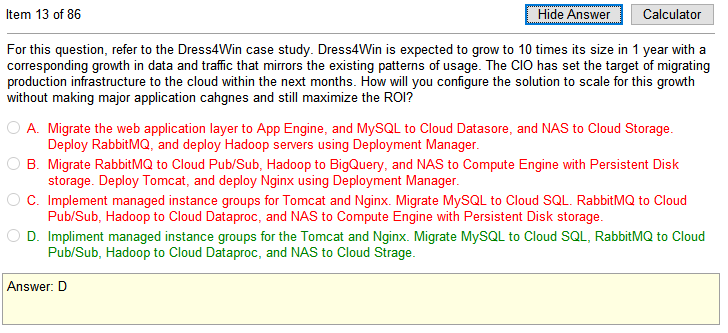 Item 13 of 86
Hide Answer
Calculator
For this question, refer to the Dress4Win case study. Dress4Win is expected to grow to 10 times its size in 1 year with a
corresponding growth in data and traffic that mirrors the existing patterns of usage. The CIO has set the target of migrating
production infrastructure to the cloud within the next months. How will you configure the solution to scale for this growth
without making major application cahgnes and still maximize the ROI?
A. Migrate the web application layer to App Engine, and MySQL to Cloud Datasore, and NAS to Cloud Storage.
Deploy RabbitMQ, and deploy Hadoop servers using Deployment Manager.
B. Migrate RabbitMQ to Cloud Pub/Sub, Hadoop to BigQuery, and NAS to Compute Engine with Persistent Disk
storage. Deploy Tomcat, and deploy Nginx using Deployment Manager.
C. Implement managed instance groups for Tomcat and Nginx. Migrate MySQL to Cloud SQL. RabbitMQ to Cloud
Pub/Sub, Hadoop to Cloud Dataproc, and NAS to Compute Engine with Persistent Disk storage.
D. Impliment managed instance groups for the Tomcat and Nginx. Migrate MySQL to Cloud SQL, RabbitMQ to Cloud
Pub/Sub, Hadoop to Cloud Dataproc, and NAS to Cloud Strage.
Answer: D